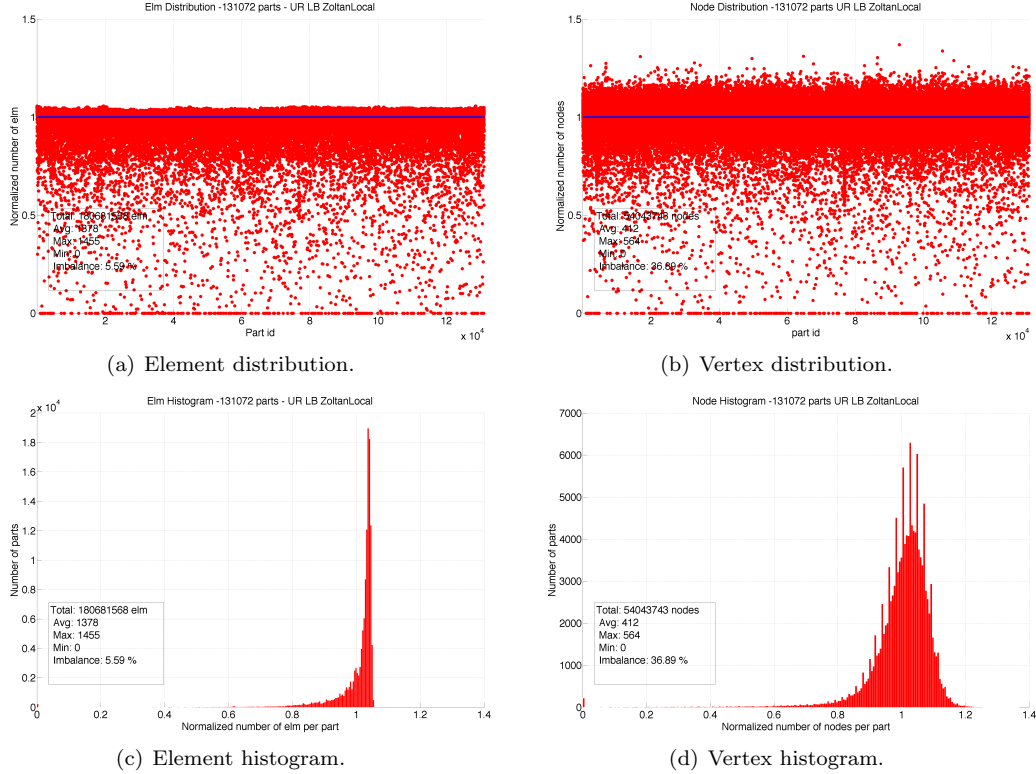 Elm Distribution -131072 parts - UR LB ZoltanLocal
1.5
1
0.5
0
Normalized number of elm
Total: 180681568 elm
Avg: 1378
Max: 1455
Min: 0
Imbalance: 5.59 %
2 4 6 8 10 12
x 10^4
Part id
(a) Element distribution.
Node Distribution -131072 parts UR LB ZoltanLocal
1.5
1
0.5
0
Normalized number of nodes
Total: 54043743 nodes
Avg: 412
Max: 564
Min: 0
Imbalance: 36.89 %
2 4 6 8 10 12
x 10^4
part id
(b) Vertex distribution.
Elm Histogram -131072 parts - UR LB ZoltanLocal
x 10^4
2
1.8
1.6
1.4
1.2
1
0.8
0.6
0.4
0.2
0
Number of parts
Total: 180681568 elm
Avg: 1378
Max: 1455
Min: 0
Imbalance: 5.59 %
0 0.2 0.4 0.6 0.8 1 1.2 1.4
Normalized number of elm per part
(c) Element histogram.
Node Histogram -131072 parts UR LB ZoltanLocal
7000
6000
5000
4000
3000
2000
1000
0
Number of parts
Total: 54043743 nodes
Avg: 412
Max: 564
Min: 0
Imbalance: 36.89 %
0 0.2 0.4 0.6 0.8 1 1.2 1.4
Normalized number of nodes per part
(d) Vertex histogram.